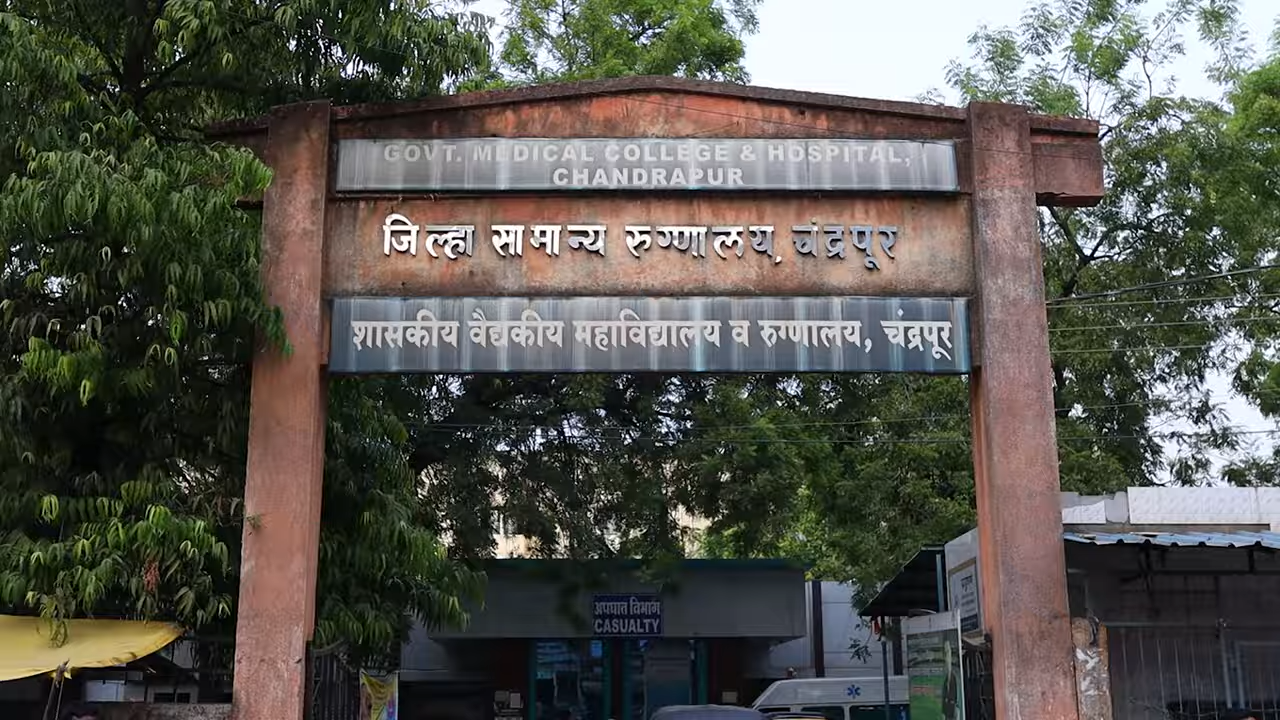 GOVT. MEDICAL COLLEGE & HOSPITAL,
CHANDRAPUR
जिल्हा सामान्य रुग्णालय, चंद्रपूर
शासकीय वैद्यकीय महाविद्यालय व रुग्णालय, चंद्रपूर
अपघात विभाग
CASUALTY